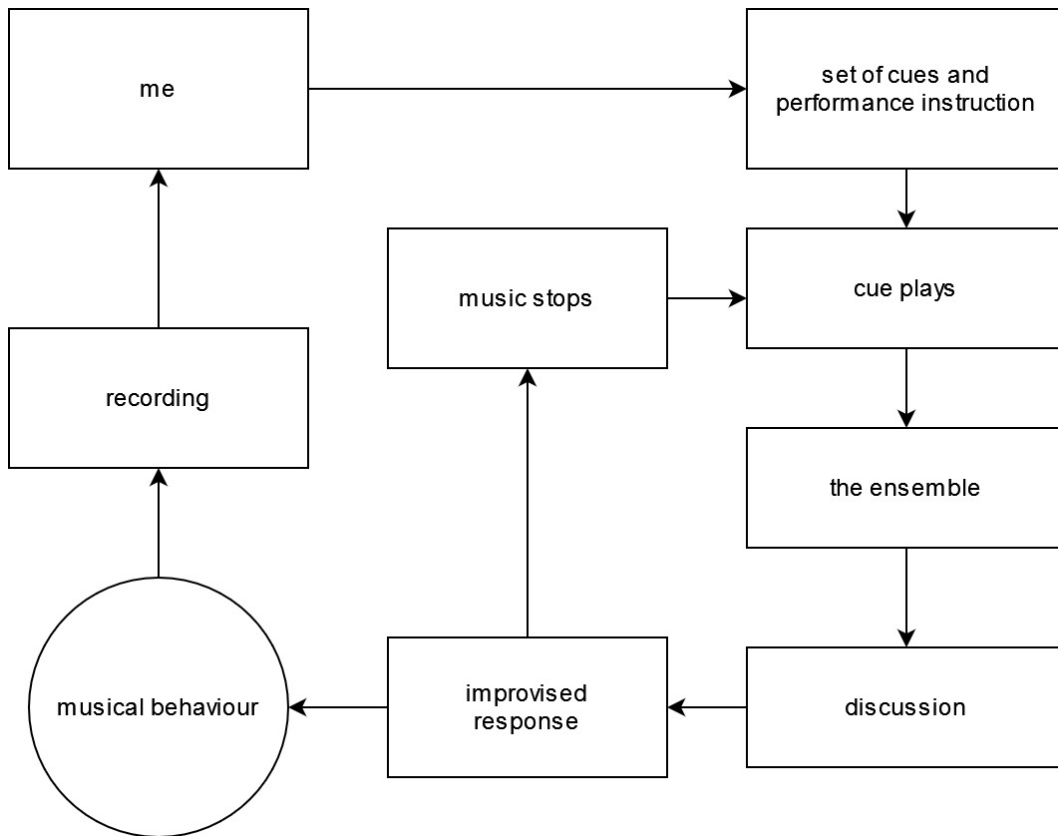 me
set of cues and
performance instruction
music stops
cue plays
recording
the ensemble
musical behaviour
improvised
response
discussion